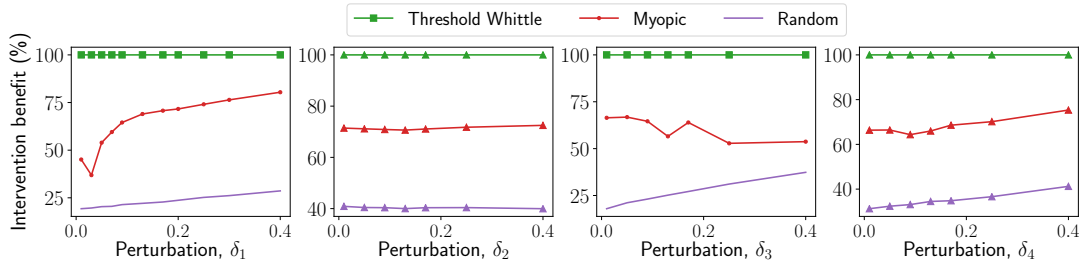 Threshold Whittle Myopic Random
Intervention benefit (%)
100
75
50
25
0.0 0.2 0.4
Perturbation, δ1
100
80
60
40
0.0 0.2 0.4
Perturbation, δ2
100
75
50
25
0.0 0.2 0.4
Perturbation, δ3
100
80
60
40
0.0 0.2 0.4
Perturbation, δ4